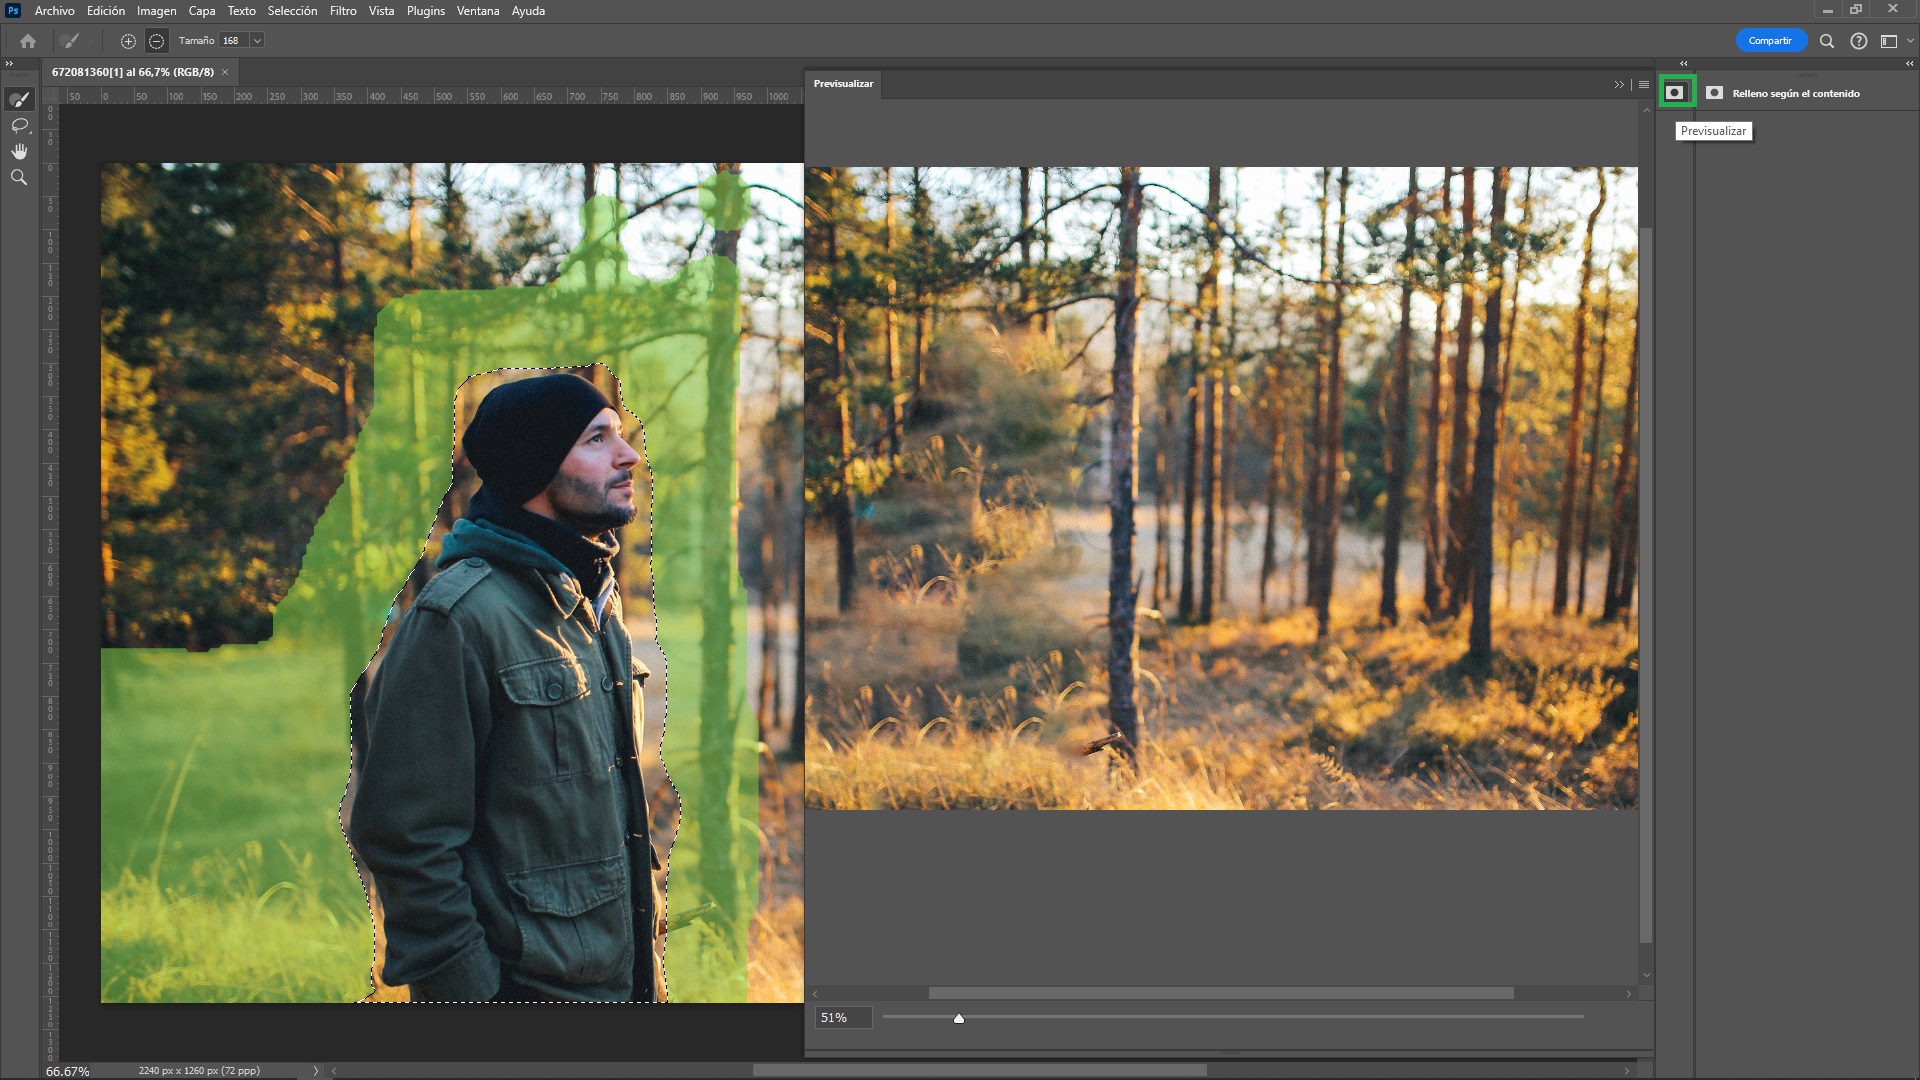 Ps Archivo Edición Imagen Capa Texto Selección Filtro Vista Plugins Ventana Ayuda
Tamaño 168 Compartir
672081360[1] al 66,7% (RGB/8) ×
Previsualizar
Relleno según el contenido
50 0 50 100 150 200 250 300 350 400 450 500 550 600 650 700 750 800 850 900 950 1000
Previsualizar
51%
66.67% 2240 px x 1260 px (72 ppp)